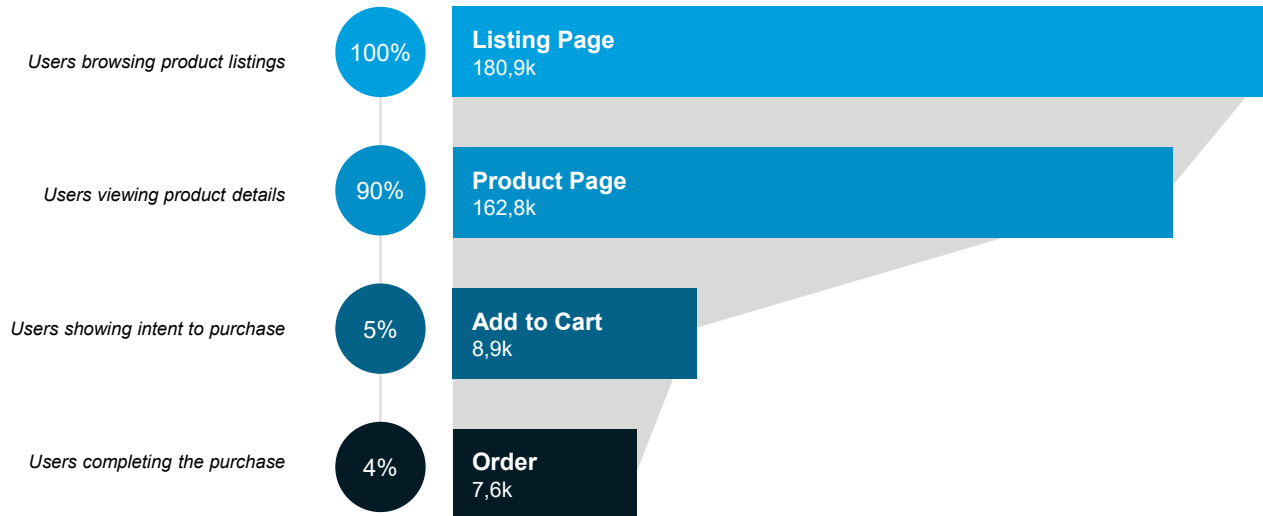 Users browsing product listings
100%
Listing Page
180,9k
Users viewing product details
90%
Product Page
162,8k
Users showing intent to purchase
5%
Add to Cart
8,9k
Users completing the purchase
4%
Order
7,6k